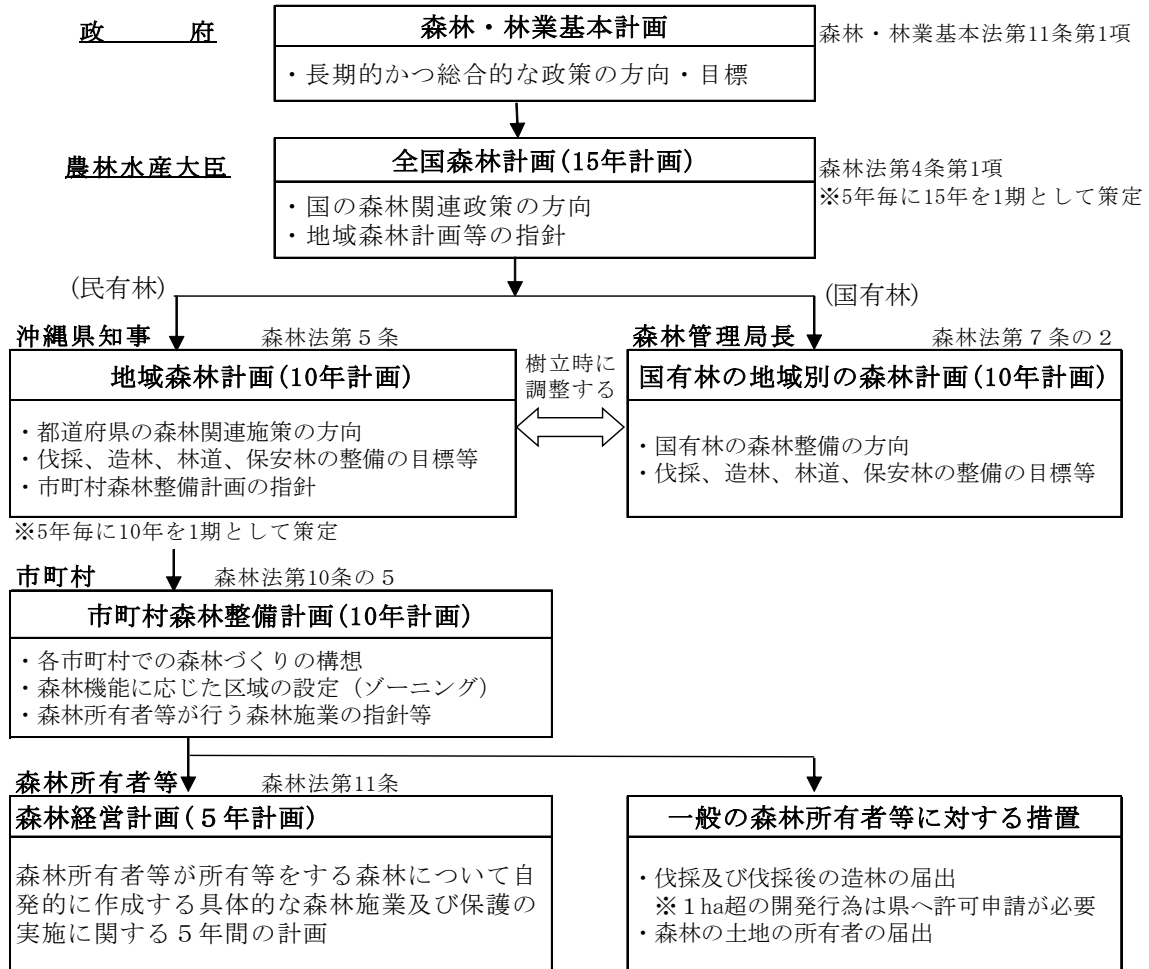 政　　府
森林・林業基本計画
森林・林業基本法第11条第1項
・長期的かつ総合的な政策の方向・目標
農林水産大臣
全国森林計画(15年計画)
森林法第4条第1項
※5年毎に15年を1期として策定
・国の森林関連政策の方向
・地域森林計画等の指針
(民有林)
(国有林)
沖縄県知事
森林法第５条
地域森林計画(10年計画)
・都道府県の森林関連施策の方向
・伐採、造林、林道、保安林の整備の目標等
・市町村森林整備計画の指針
※5年毎に10年を1期として策定
樹立時に
調整する
森林管理局長
森林法第７条の２
国有林の地域別の森林計画(10年計画)
・国有林の森林整備の方向
・伐採、造林、林道、保安林の整備の目標等
市町村
森林法第10条の５
市町村森林整備計画(10年計画)
・各市町村での森林づくりの構想
・森林機能に応じた区域の設定（ゾーニング）
・森林所有者等が行う森林施業の指針等
森林所有者等
森林法第11条
森林経営計画(５年計画)
森林所有者等が所有等をする森林について自
発的に作成する具体的な森林施業及び保護の
実施に関する５年間の計画
一般の森林所有者等に対する措置
・伐採及び伐採後の造林の届出
※１ha超の開発行為は県へ許可申請が必要
・森林の土地の所有者の届出